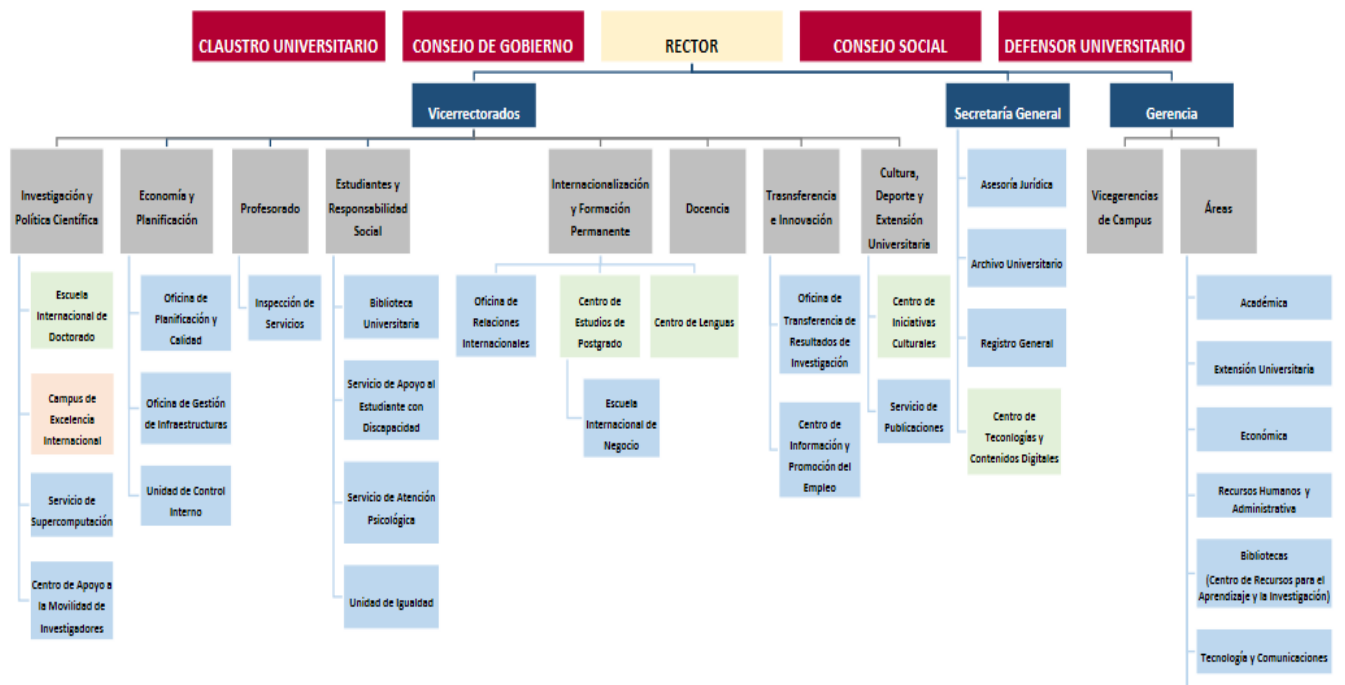 CLAUSTRO UNIVERSITARIO
CONSEJO DE GOBIERNO
RECTOR
CONSEJO SOCIAL
DEFENSOR UNIVERSITARIO
Vicerrectorados
Secretaría General
Gerencia
Investigación y
Política Científica
Economía y
Planificación
Profesorado
Estudiantes y
Responsabilidad
Social
Internacionalización
y Formación
Permanente
Docencia
Trasnsferencia
e Innovación
Cultura,
Deporte y
Extensión
Universitaria
Vicegerencias
de Campus
Áreas
Escuela
Internacional de
Doctorado
Campus de
Excelencia
Internacional
Servicio de
Supercomputación
Centro de Apoyo a
la Movilidad de
Investigadores
Oficina de
Planificación y
Calidad
Oficina de Gestión
de Infraestructuras
Unidad de Control
Interno
Inspección de
Servicios
Biblioteca
Universitaria
Servicio de Apoyo al
Estudiante con
Discapacidad
Servicio de Atención
Psicológica
Unidad de Igualdad
Oficina de
Relaciones
Internacionales
Centro de
Estudios de
Postgrado
Escuela
Internacional de
Negocio
Centro de Lenguas
Oficina de
Transferencia de
Resultados de
Investigación
Centro de
Información y
Promoción del
Empleo
Centro de
Iniciativas
Culturales
Servicio de
Publicaciones
Asesoría Jurídica
Archivo Universitario
Registro General
Centro de
Teconlogías y
Contenidos Digitales
Académica
Extensión Universitaria
Económica
Recursos Humanos y
Administrativa
Bibliotecas
(Centro de Recursos para el
Aprendizaje y la Investigación)
Tecnología y Comunicaciones